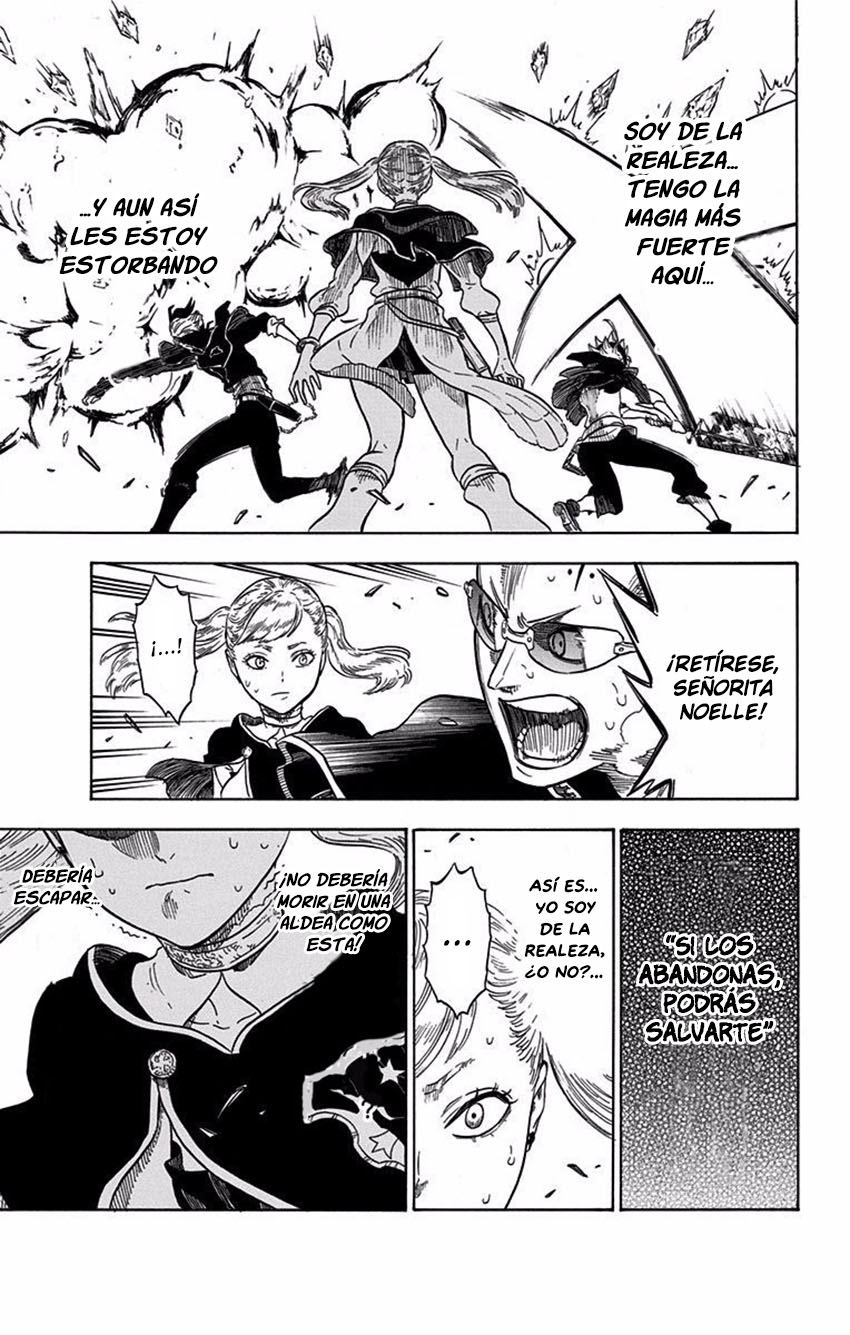 SOY DE LA
REALEZA...
TENGO LA
MAGIA MÁS
FUERTE
AQUÍ...
...Y AUN ASÍ
LES ESTOY
ESTORBANDO
¡RETÍRESE,
SEÑORITA
NOELLE!
¡...!
"SI LOS
ABANDONAS,
PODRÁS
SALVARTE"
ASÍ ES...
YO SOY
DE LA
REALEZA,
¿O NO?...
...
¡NO DEBERÍA
MORIR EN UNA
ALDEA COMO
ESTA!
DEBERÍA
ESCAPAR...